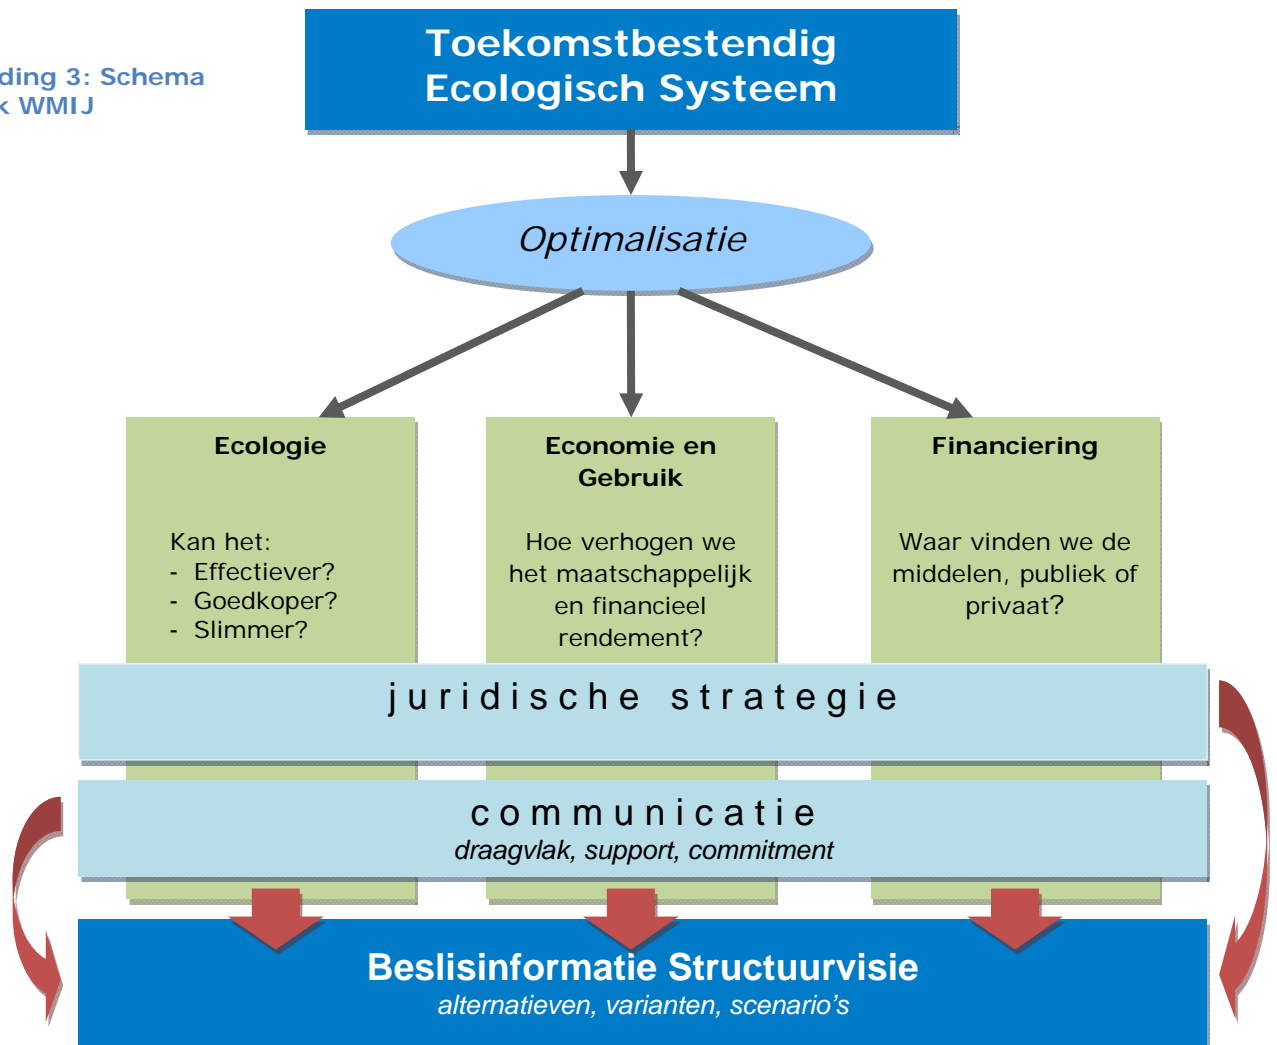 Toekomstbestendig
Ecologisch Systeem
ding 3: Schema
k WMIJ
Optimalisatie
Ecologie
Kan het:
- Effectiever?
- Goedkoper?
- Slimmer?
Economie en
Gebruik
Hoe verhogen we
het maatschappelijk
en financieel
rendement?
Financiering
Waar vinden we de
middelen, publiek of
privaat?
juridische strategie
communicatie
draagvlak, support, commitment
Beslisinformatie Structuurvisie
alternatieven, varianten, scenario's